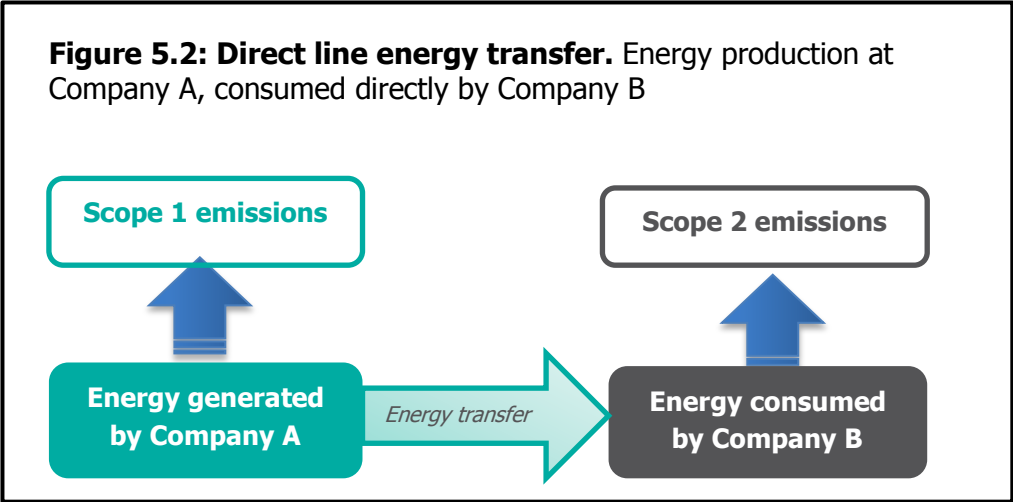 Figure 5.2: Direct line energy transfer. Energy production at
Company A, consumed directly by Company B
Scope 1 emissions
Scope 2 emissions
Energy generated
by Company A
Energy transfer
Energy consumed
by Company B